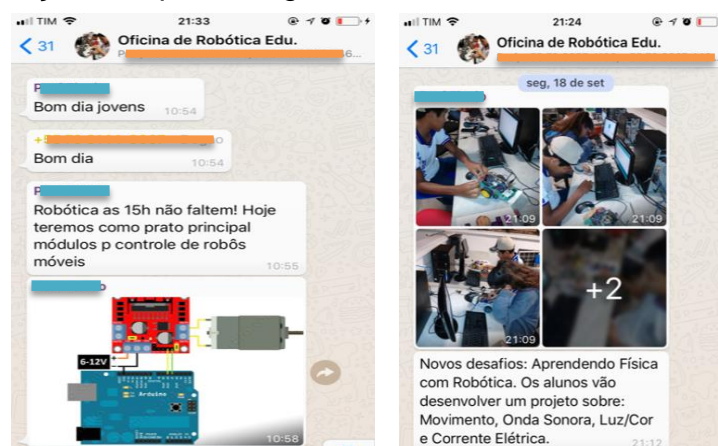 TIM 21:33
31 Oficina de Robótica Edu.
6...
Bom dia jovens 10:54
Bom dia 10:54
Robótica as 15h não faltem! Hoje
teremos como prato principal
módulos p controle de robôs
móveis 10:55
6-12V
Arduino
10:58
TIM 21:24
31 Oficina de Robótica Edu.
seg, 18 de set
21:09
21:09
21:09
+2
Novos desafios: Aprendendo Física
com Robótica. Os alunos vão
desenvolver um projeto sobre:
Movimento, Onda Sonora, Luz/Cor
e Corrente Elétrica. 21:12